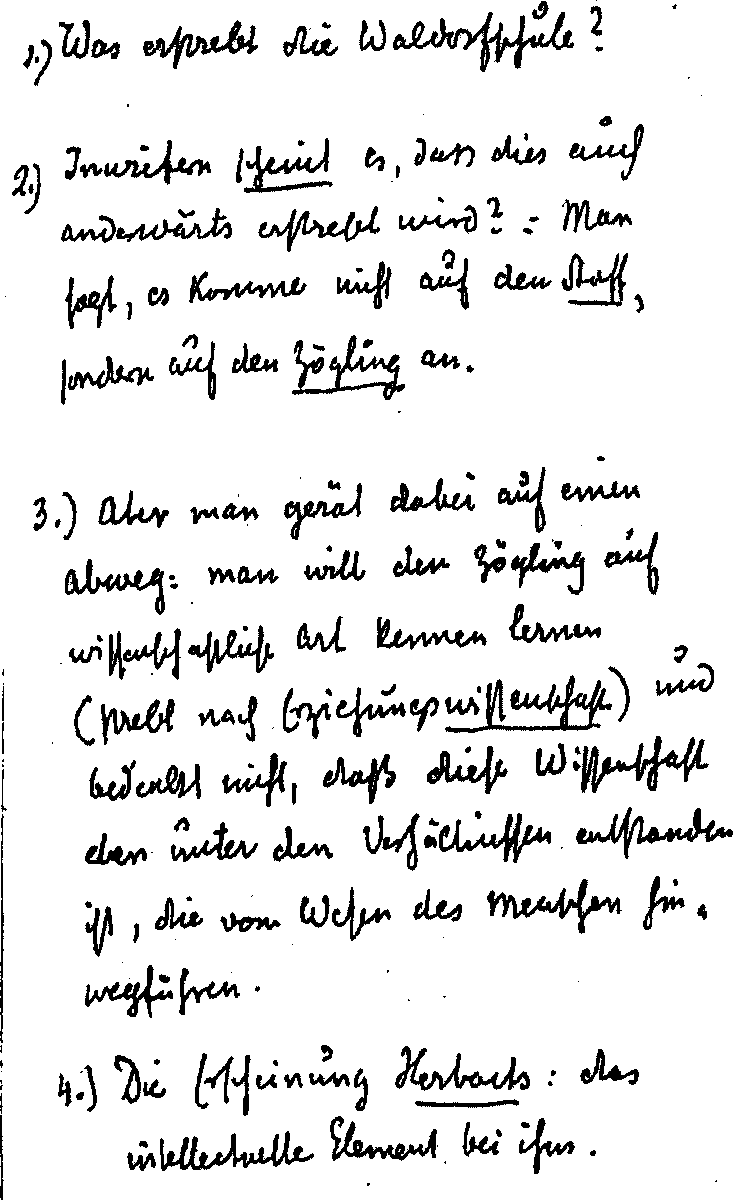 1.) Was erstrebt die Waldorfschule?
2.) Inwiefern scheint es, dass dies auch
anderwärts erstrebt wird? - Man
sagt, es komme nicht auf den Stoff,
sondern auf den Zögling an.
3.) Aber man gerät dabei auf einen
Abweg: man will den Zögling auf
wissenschaftliche Art kennen lernen
(strebt nach Erziehungswissenschaft) und
bedenkt nicht, daß diese Wissenschaft
eben unter den Verhältnissen entstanden
ist, die vom Wesen des Menschen hin-
wegführen.
4.) Die Erscheinung Herbarts: das
intellectuelle Element bei ihm.